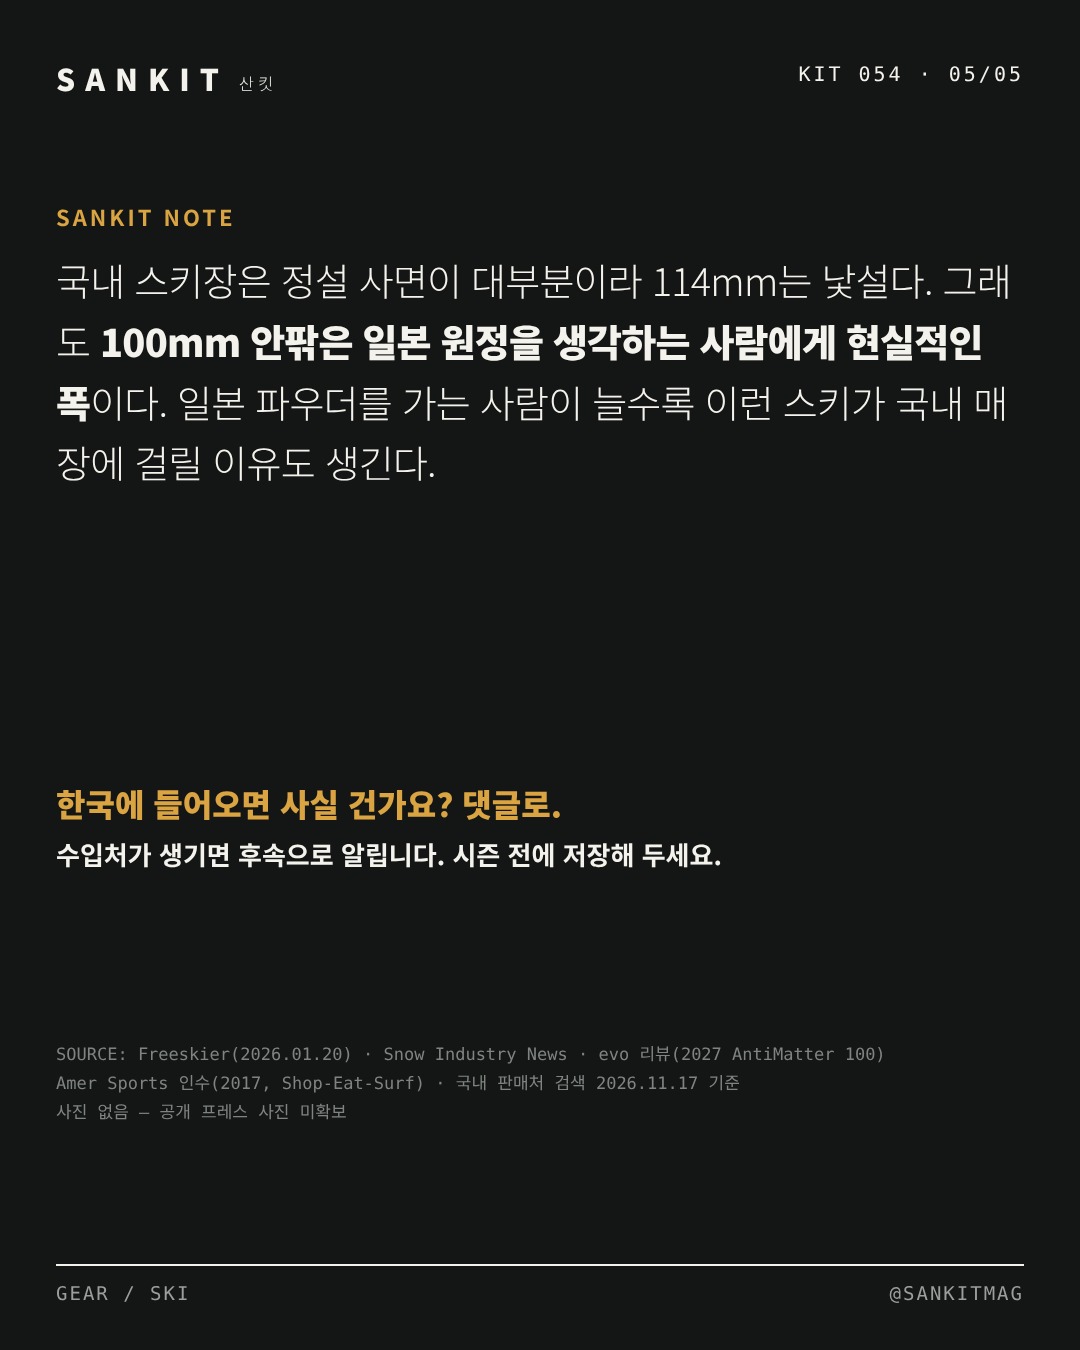 SANKIT 산킷
KIT 054 · 05/05
SANKIT NOTE
국내 스키장은 정설 사면이 대부분이라 114mm는 낯설다. 그래
도 100mm 안팎은 일본 원정을 생각하는 사람에게 현실적인
폭이다. 일본 파우더를 가는 사람이 늘수록 이런 스키가 국내 매
장에 걸릴 이유도 생긴다.
한국에 들어오면 사실 건가요? 댓글로.
수입처가 생기면 후속으로 알립니다. 시즌 전에 저장해 두세요.
SOURCE: Freeskier(2026.01.20) · Snow Industry News · evo 리뷰(2027 AntiMatter 100)
Amer Sports 인수(2017, Shop-Eat-Surf) · 국내 판매처 검색 2026.11.17 기준
사진 없음 — 공개 프레스 사진 미확보
GEAR / SKI
@SANKITMAG